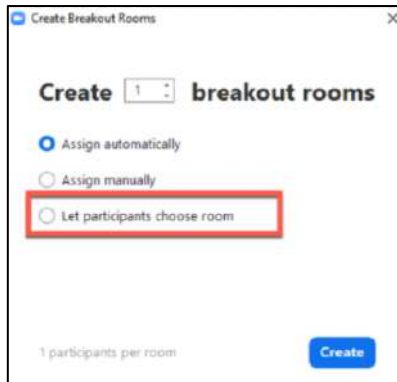 Create Breakout Rooms
Create 1 breakout rooms
Assign automatically
Assign manually
Let participants choose room
1 participants per room
Create